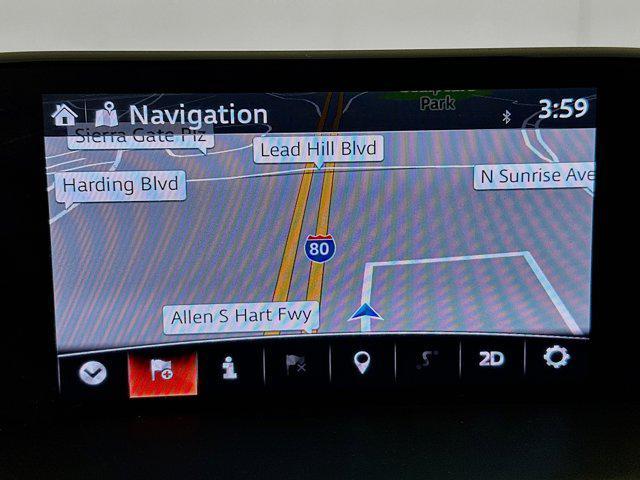 Navigation
3:59
Park
Sierra Gate Plz
Lead Hill Blvd
Harding Blvd
N Sunrise Ave
80
Allen S Hart Fwy
2D